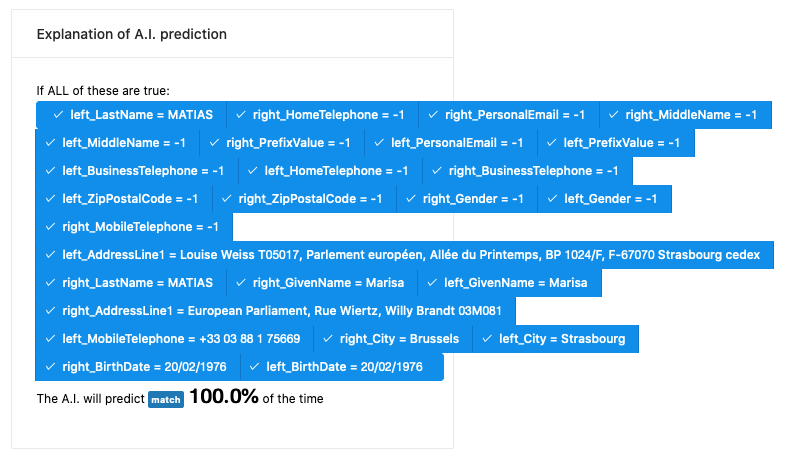 Explanation of A.I. prediction
If ALL of these are true:
left_LastName = MATIAS right_HomeTelephone = -1 right_PersonalEmail = -1 right_MiddleName = -1
left_MiddleName = -1 right_PrefixValue = -1 left_PersonalEmail = -1 left_PrefixValue = -1
left_BusinessTelephone = -1 left_HomeTelephone = -1 right_BusinessTelephone = -1
left_ZipPostalCode = -1 right_ZipPostalCode = -1 right_Gender = -1 left_Gender = -1
right_MobileTelephone = -1
left_AddressLine1 = Louise Weiss T05017, Parlement européen, Allée du Printemps, BP 1024/F, F-67070 Strasbourg cedex
right_LastName = MATIAS right_GivenName = Marisa left_GivenName = Marisa
right_AddressLine1 = European Parliament, Rue Wiertz, Willy Brandt 03M081
left_MobileTelephone = +33 03 88 1 75669 right_City = Brussels left_City = Strasbourg
right_BirthDate = 20/02/1976 left_BirthDate = 20/02/1976
The A.I. will predict match 100.0% of the time